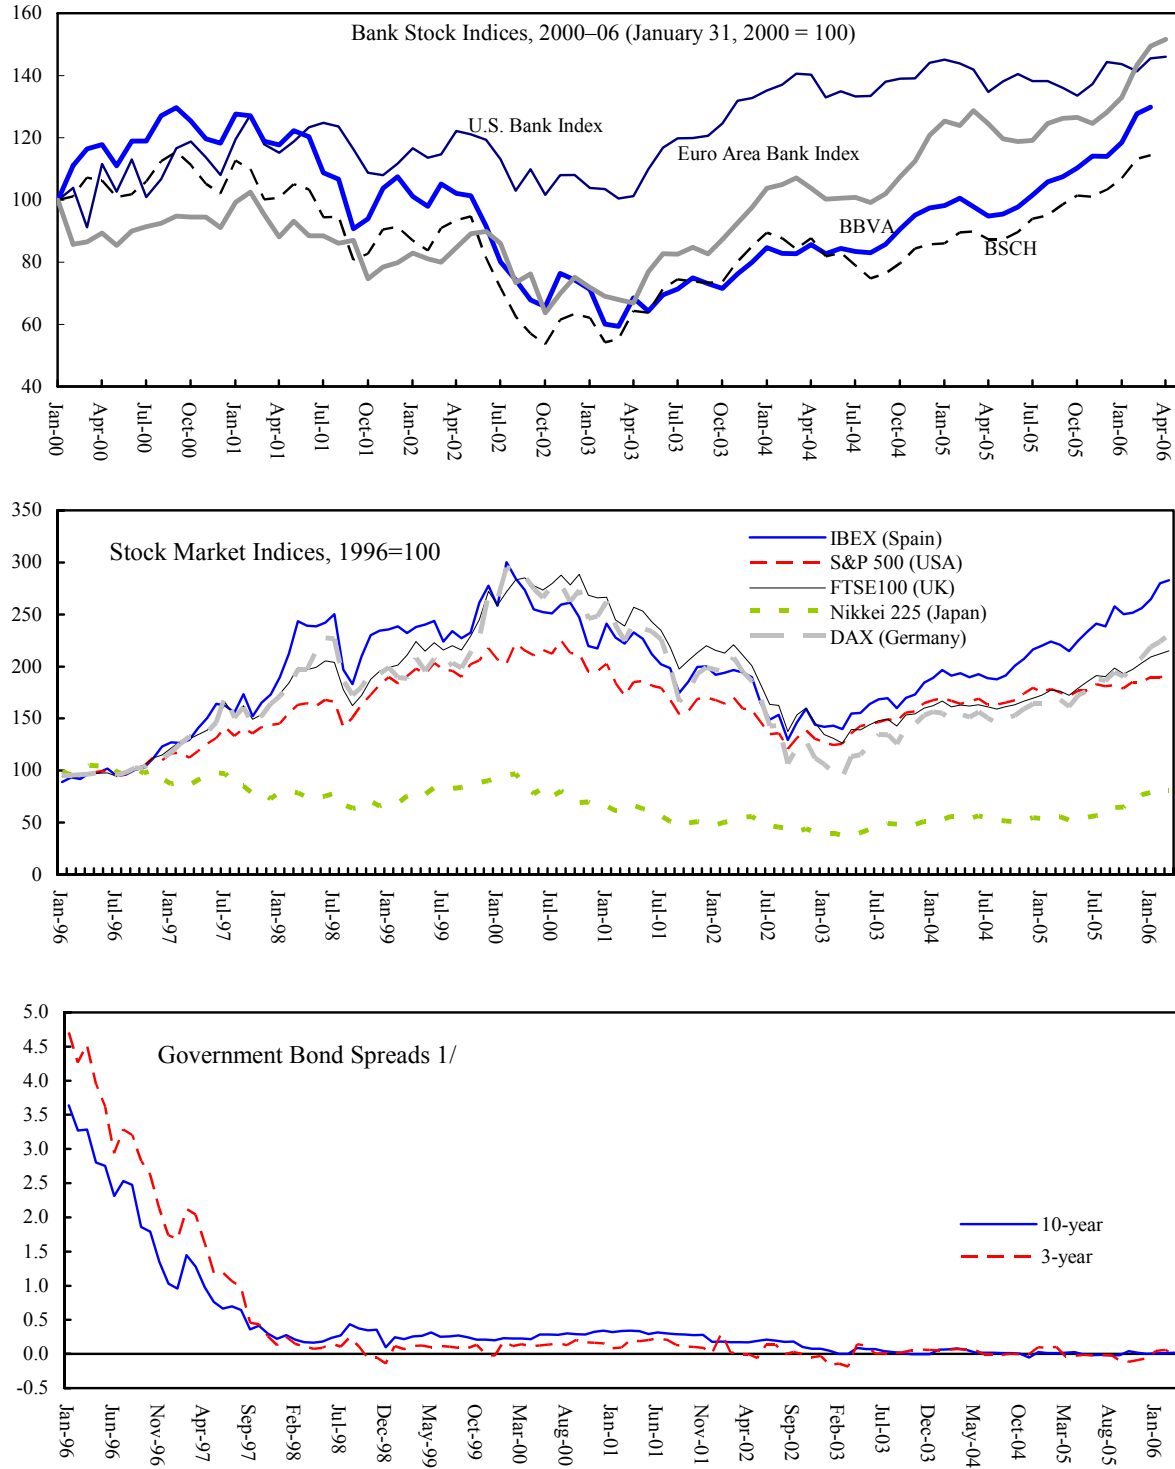 160
Bank Stock Indices, 2000–06 (January 31, 2000 = 100)
140
120
U.S. Bank Index
Euro Area Bank Index
100
BBVA
BSCH
80
60
40
Jan-00
Apr-00
Jul-00
Oct-00
Jan-01
Apr-01
Jul-01
Oct-01
Jan-02
Apr-02
Jul-02
Oct-02
Jan-03
Apr-03
Jul-03
Oct-03
Jan-04
Apr-04
Jul-04
Oct-04
Jan-05
Apr-05
Jul-05
Oct-05
Jan-06
Apr-06
350
Stock Market Indices, 1996=100
IBEX (Spain)
S&P 500 (USA)
FTSE100 (UK)
Nikkei 225 (Japan)
DAX (Germany)
300
250
200
150
100
50
0
Jan-96
Jul-96
Jan-97
Jul-97
Jan-98
Jul-98
Jan-99
Jul-99
Jan-00
Jul-00
Jan-01
Jul-01
Jan-02
Jul-02
Jan-03
Jul-03
Jan-04
Jul-04
Jan-05
Jul-05
Jan-06
5.0
Government Bond Spreads 1/
4.5
4.0
3.5
3.0
2.5
2.0
10-year
3-year
1.5
1.0
0.5
0.0
-0.5
Jan-96
Jun-96
Nov-96
Apr-97
Sep-97
Feb-98
Jul-98
Dec-98
May-99
Oct-99
Mar-00
Aug-00
Jan-01
Jun-01
Nov-01
Apr-02
Sep-02
Feb-03
Jul-03
Dec-03
May-04
Oct-04
Mar-05
Aug-05
Jan-06